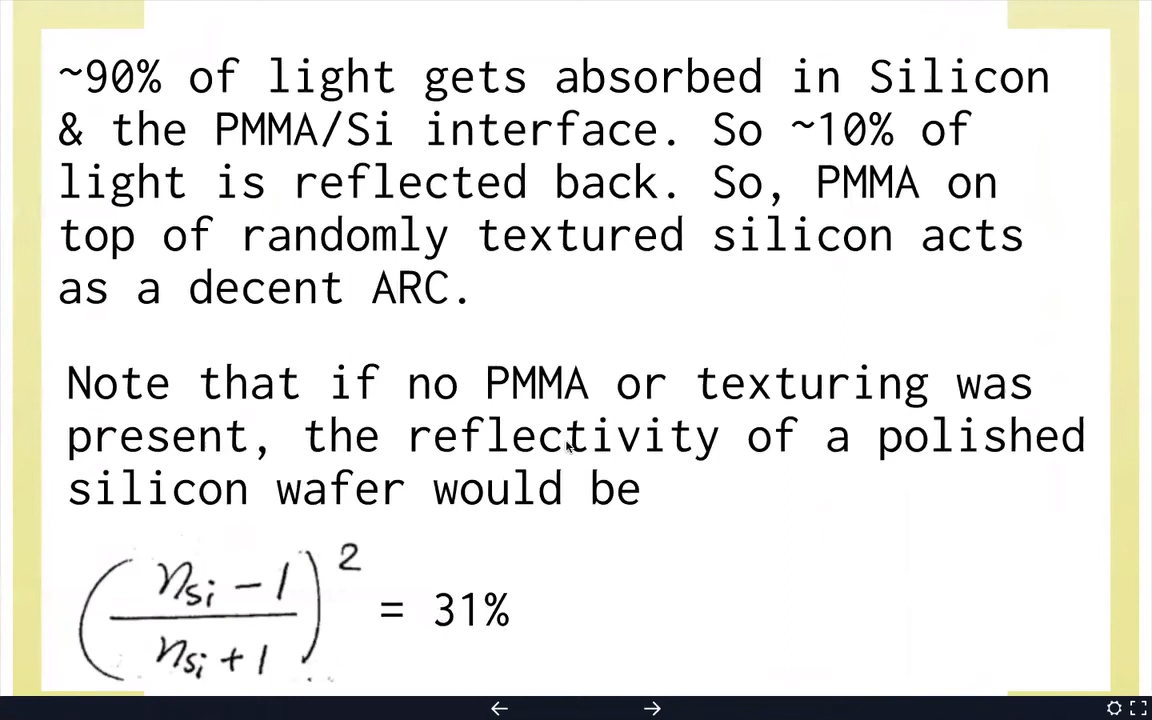 ~90% of light gets absorbed in Silicon
& the PMMA/Si interface. So ~10% of
light is reflected back. So, PMMA on
top of randomly textured silicon acts
as a decent ARC.
Note that if no PMMA or texturing was
present, the reflectivity of a polished
silicon wafer would be
(n_si − 1 / n_si + 1)² = 31%